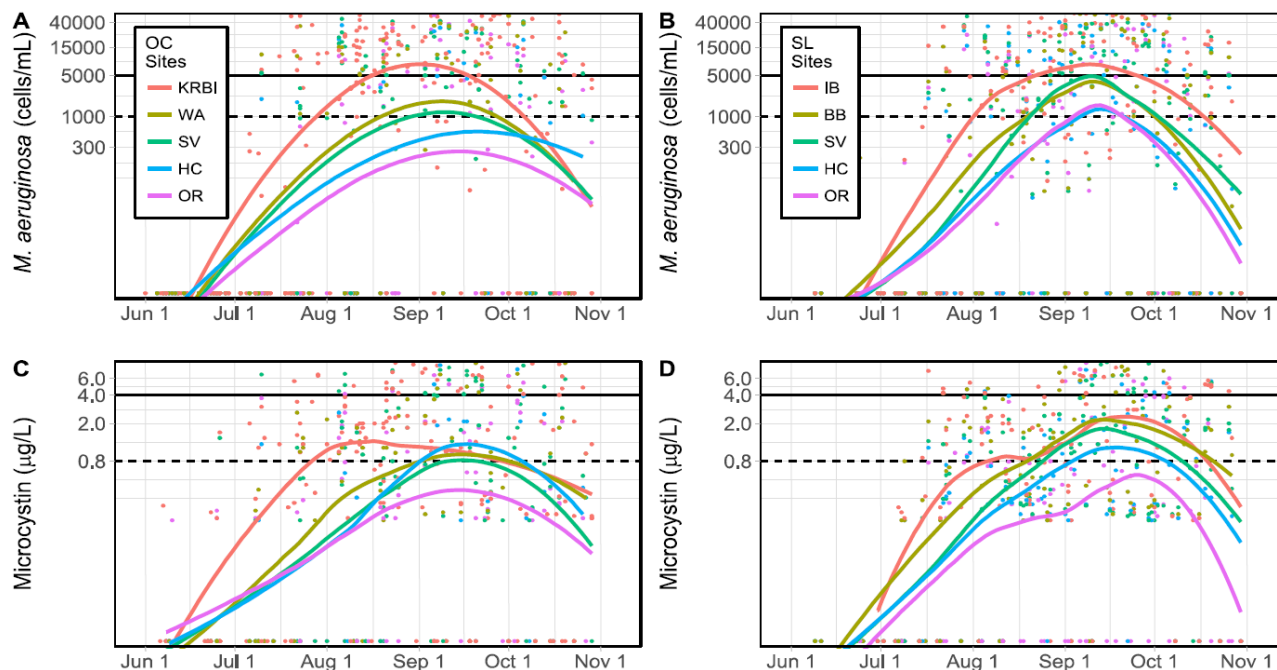 A
M. aeruginosa (cells/mL)
40000
15000
5000
1000
300
OC
Sites
KRBI
WA
SV
HC
OR
Jun 1 Jul 1 Aug 1 Sep 1 Oct 1 Nov 1
B
M. aeruginosa (cells/mL)
40000
15000
5000
1000
300
SL
Sites
IB
BB
SV
HC
OR
Jun 1 Jul 1 Aug 1 Sep 1 Oct 1 Nov 1
C
Microcystin (µg/L)
6.0
4.0
2.0
0.8
Jun 1 Jul 1 Aug 1 Sep 1 Oct 1 Nov 1
D
Microcystin (µg/L)
6.0
4.0
2.0
0.8
Jun 1 Jul 1 Aug 1 Sep 1 Oct 1 Nov 1